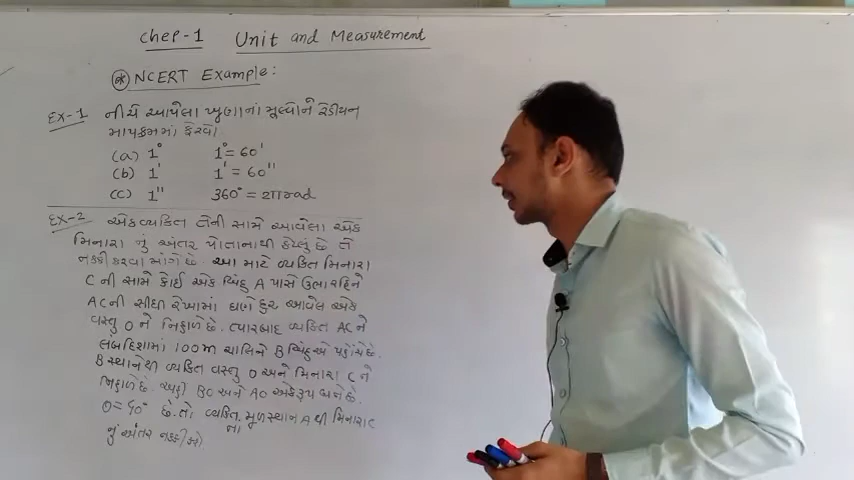 Chep-1 Unit and Measurement
* NCERT Example:
Ex-1 નીચે આપેલા ખૂણાનાં મૂલ્યોને રેડીયન
માપક્રમમાં ફેરવો
(a) 1° 1° = 60'
(b) 1' 1' = 60"
(c) 1" 360° = 2πrad
Ex-2 એક વ્યકિત તેની સામે આવેલા એક
મિનારા નું અંતર પોતાનાથી કેટલું છે તે
નક્કી કરવા માંગે છે. આ માટે વ્યકિત મિનારા
C ની સામે કોઈ એક બિંદુ A પાસે ઉભા રહિને
AC ની સીધી રેખામાં ઘણે દુર આવેલ એક
વસ્તુ O ને નિહાળે છે. ત્યારબાદ વ્યકિત AC ને
લંબદિશામાં 100m ચાલિને B બિંદુએ પહોંચે છે.
B સ્થાનેથી વ્યકિત વસ્તુ O અને મિનારા C ને
નિહાળે છે. અહી BO અને AO એકરૂપ બને છે.
θ = 40° છે. તો વ્યકિત ના મૂળસ્થાન A થી મિનારા C
નું અંતર નક્કી કરો